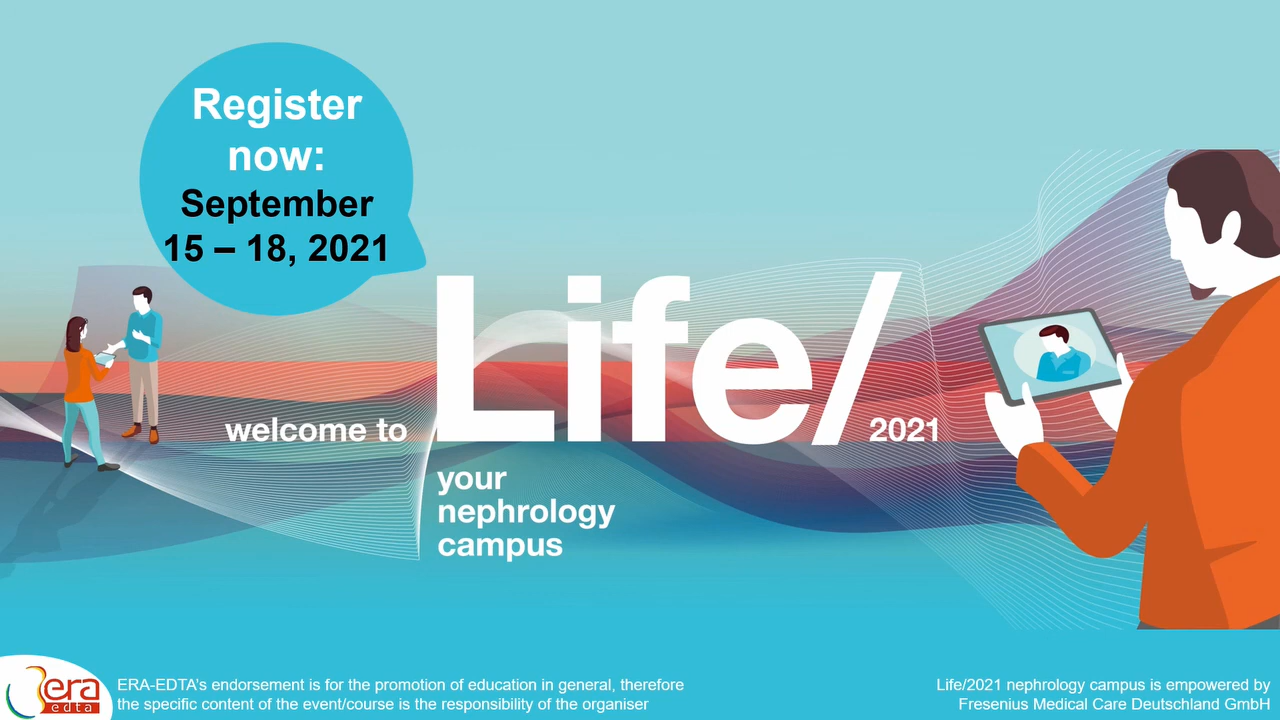 Register
now:
September
15 – 18, 2021
welcome to
Life/
2021
your
nephrology
campus
era
edta
ERA-EDTA's endorsement is for the promotion of education in general, therefore
the specific content of the event/course is the responsibility of the organiser
Life/2021 nephrology campus is empowered by
Fresenius Medical Care Deutschland GmbH